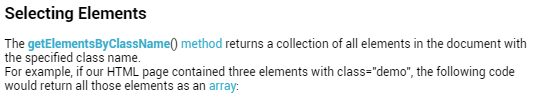 Selecting Elements
The getElementsByClassName() method returns a collection of all elements in the document with
the specified class name.
For example, if our HTML page contained three elements with class="demo", the following code
would return all those elements as an array: